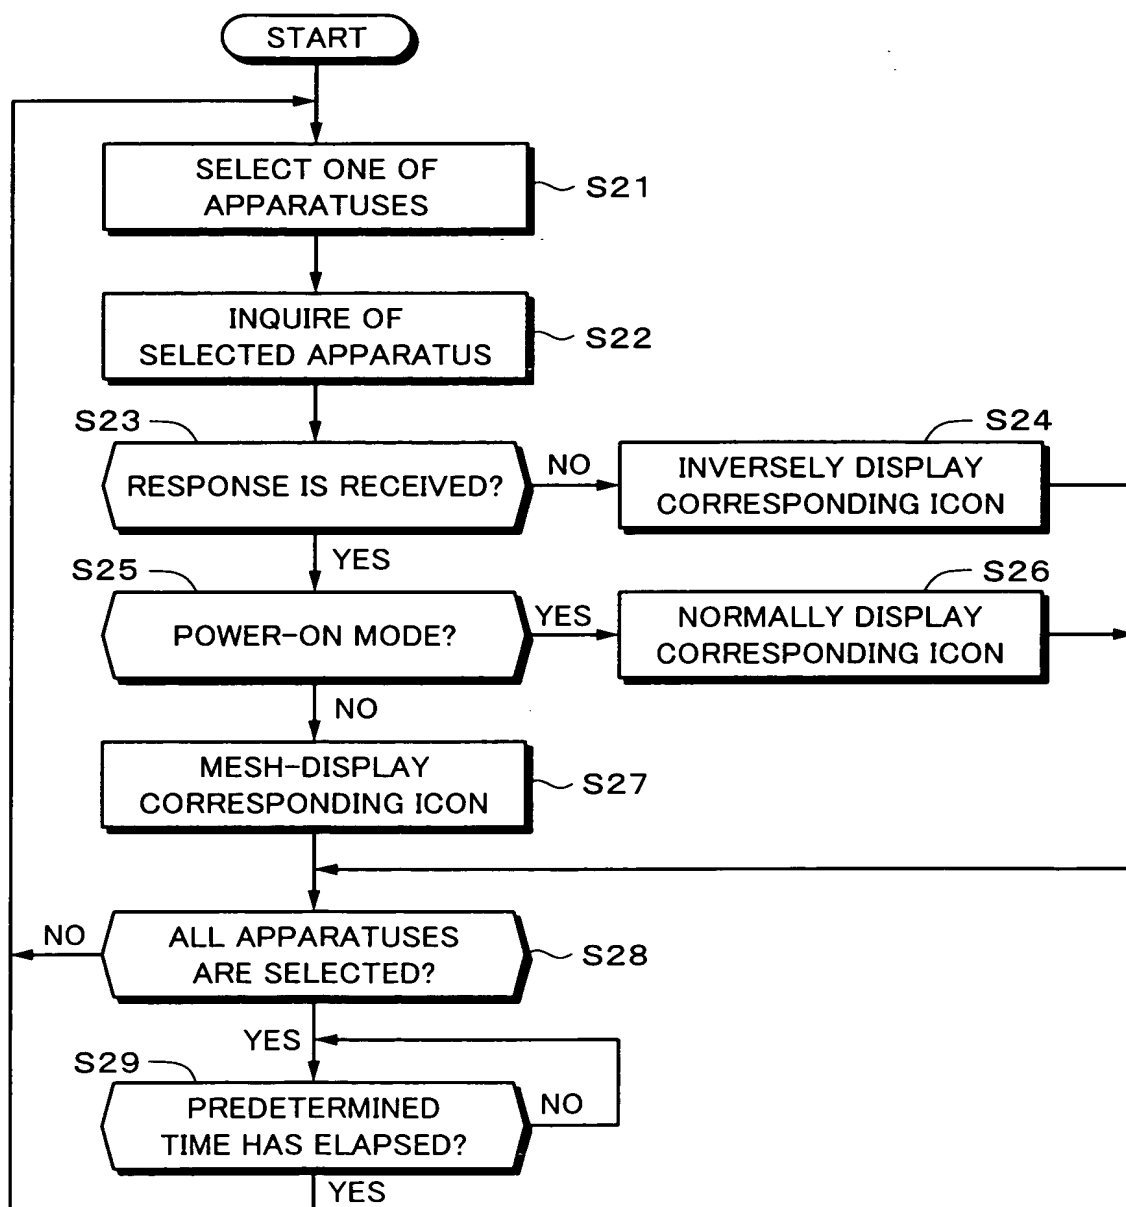 START
SELECT ONE OF
APPARATUSES
S21
INQUIRE OF
SELECTED APPARATUS
S22
S23
RESPONSE IS RECEIVED?
NO
S24
INVERSELY DISPLAY
CORRESPONDING ICON
YES
S25
POWER-ON MODE?
YES
S26
NORMALLY DISPLAY
CORRESPONDING ICON
NO
MESH-DISPLAY
CORRESPONDING ICON
S27
NO
ALL APPARATUSES
ARE SELECTED?
S28
YES
S29
PREDETERMINED
TIME HAS ELAPSED?
NO
YES